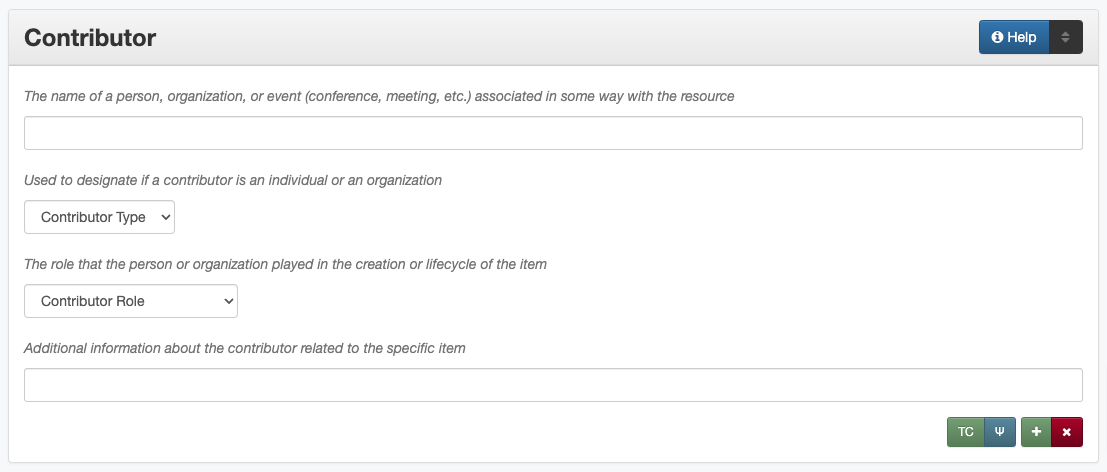 Contributor
Help
The name of a person, organization, or event (conference, meeting, etc.) associated in some way with the resource
Used to designate if a contributor is an individual or an organization
Contributor Type
The role that the person or organization played in the creation or lifecycle of the item
Contributor Role
Additional information about the contributor related to the specific item
TC Ψ